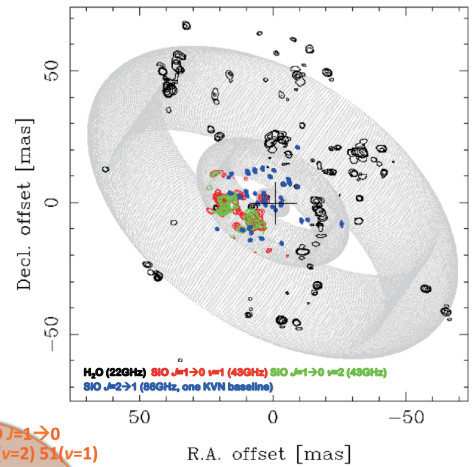 50
0
−50
Decl. offset [mas]
H₂O (22GHz) SiO J=1→0 v=1 (43GHz) SiO J=1→0 v=2 (43GHz)
SiO J=2→1 (86GHz, one KVN baseline)
50 0 −50
R.A. offset [mas]
J=1→0
(v=2) 51(v=1)